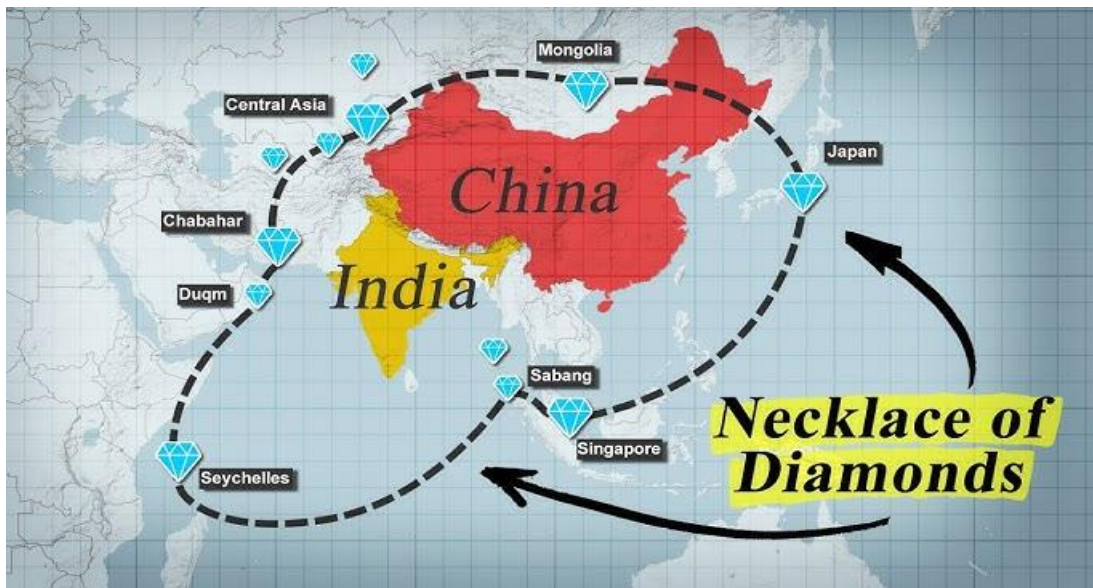 Mongolia
Central Asia
Japan
China
Chabahar
India
Duqm
Sabang
Necklace of
Diamonds
Singapore
Seychelles